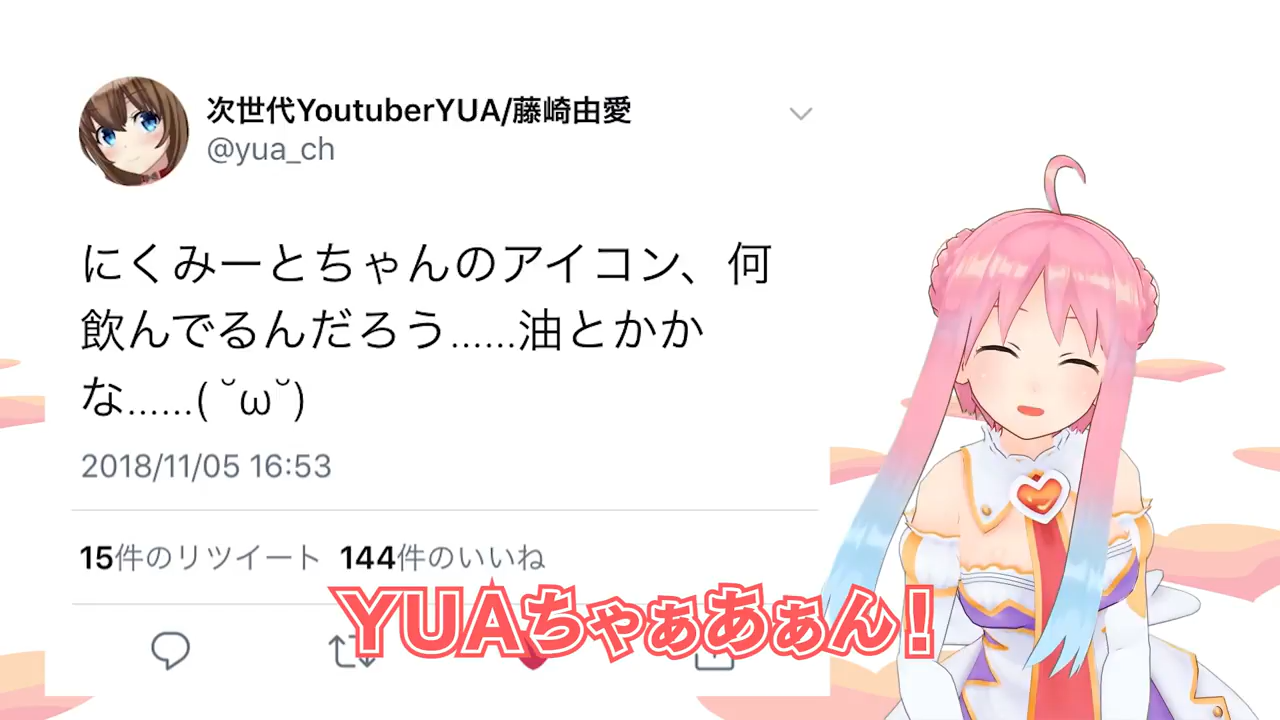 次世代YoutuberYUA/藤崎由愛
@yua_ch
にくみーとちゃんのアイコン、何
飲んでるんだろう……油とかか
な……( ˘ω˘)
2018/11/05 16:53
15件のリツイート 144件のいいね
YUAちゃぁあぁん!